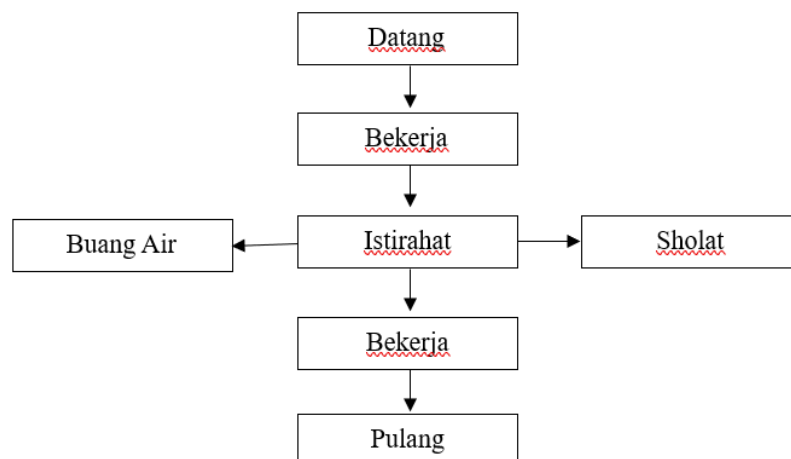 Datang
Bekerja
Buang Air
Istirahat
Sholat
Bekerja
Pulang